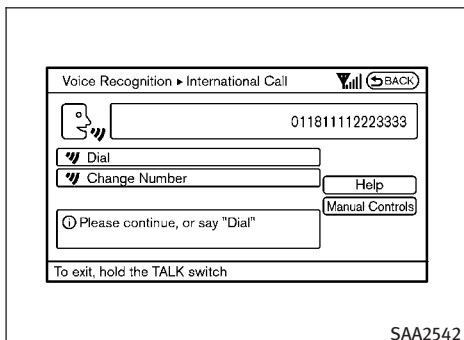 Voice Recognition ▸ International Call BACK
011811112223333
Dial
Change Number
Help
Manual Controls
Please continue, or say "Dial"
To exit, hold the TALK switch
SAA2542